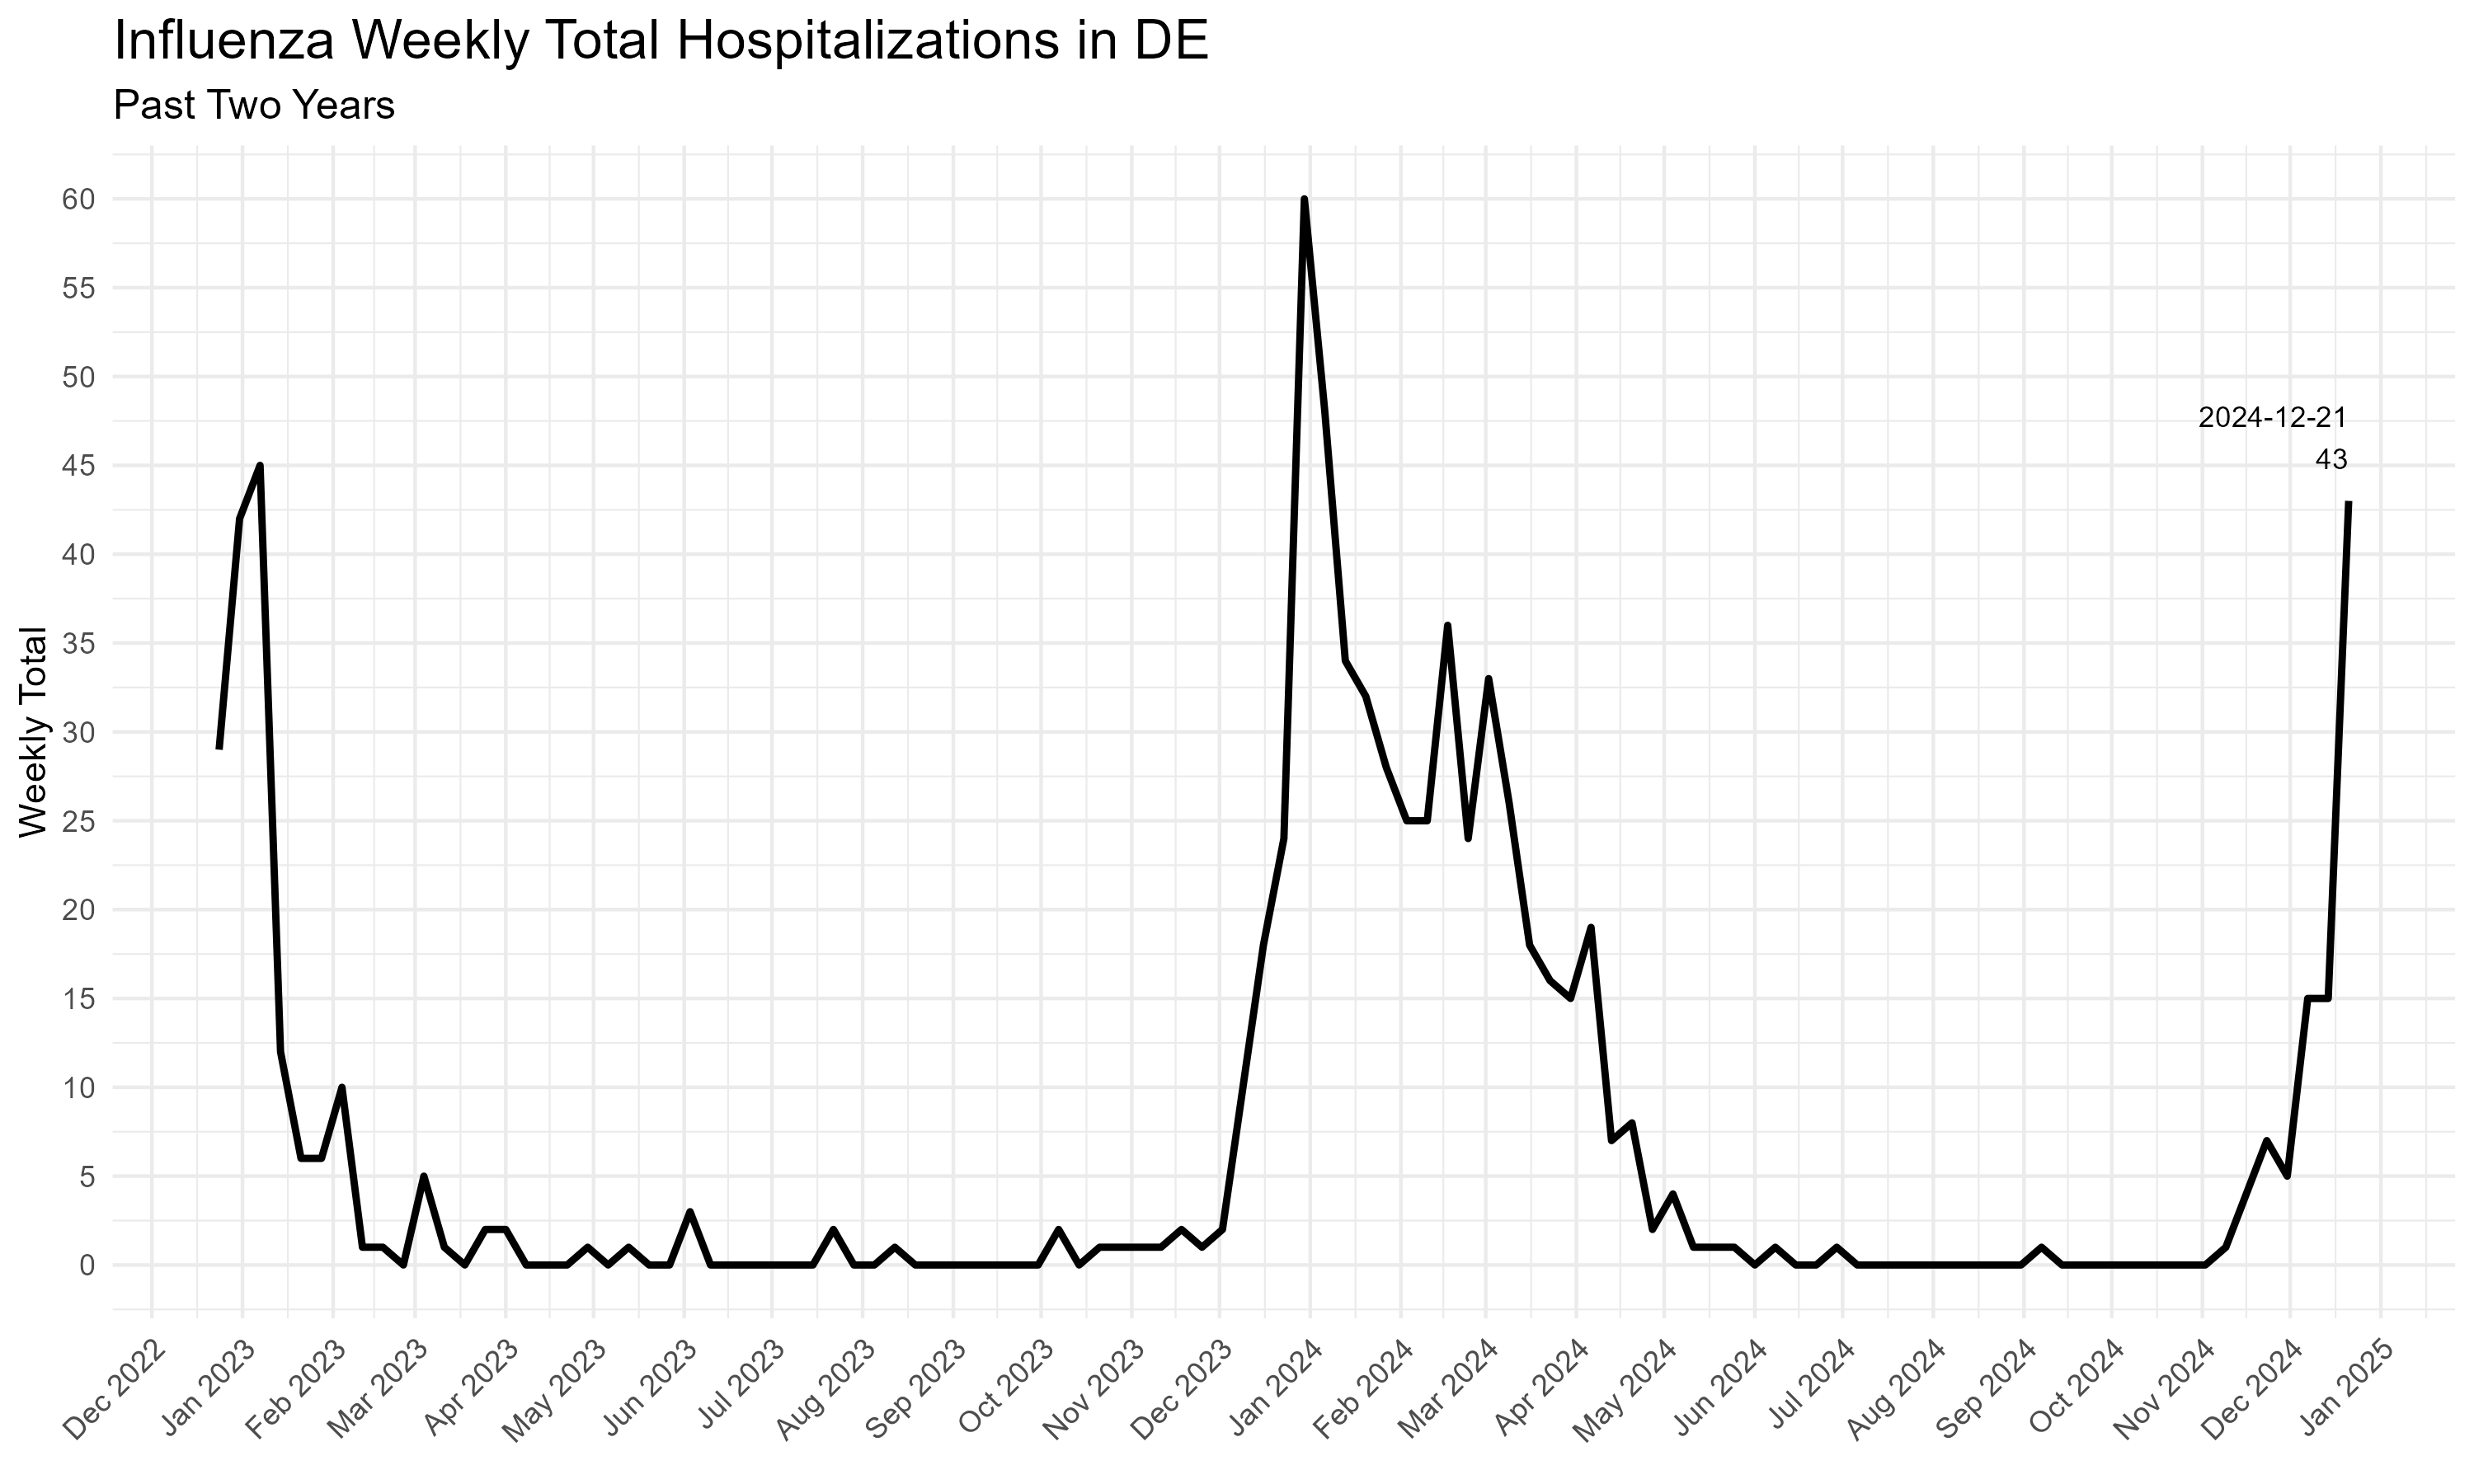 Influenza Weekly Total Hospitalizations in DE
Past Two Years
Weekly Total
60
55
50
45
40
35
30
25
20
15
10
5
0
2024-12-21
43
Dec 2022
Jan 2023
Feb 2023
Mar 2023
Apr 2023
May 2023
Jun 2023
Jul 2023
Aug 2023
Sep 2023
Oct 2023
Nov 2023
Dec 2023
Jan 2024
Feb 2024
Mar 2024
Apr 2024
May 2024
Jun 2024
Jul 2024
Aug 2024
Sep 2024
Oct 2024
Nov 2024
Dec 2024
Jan 2025